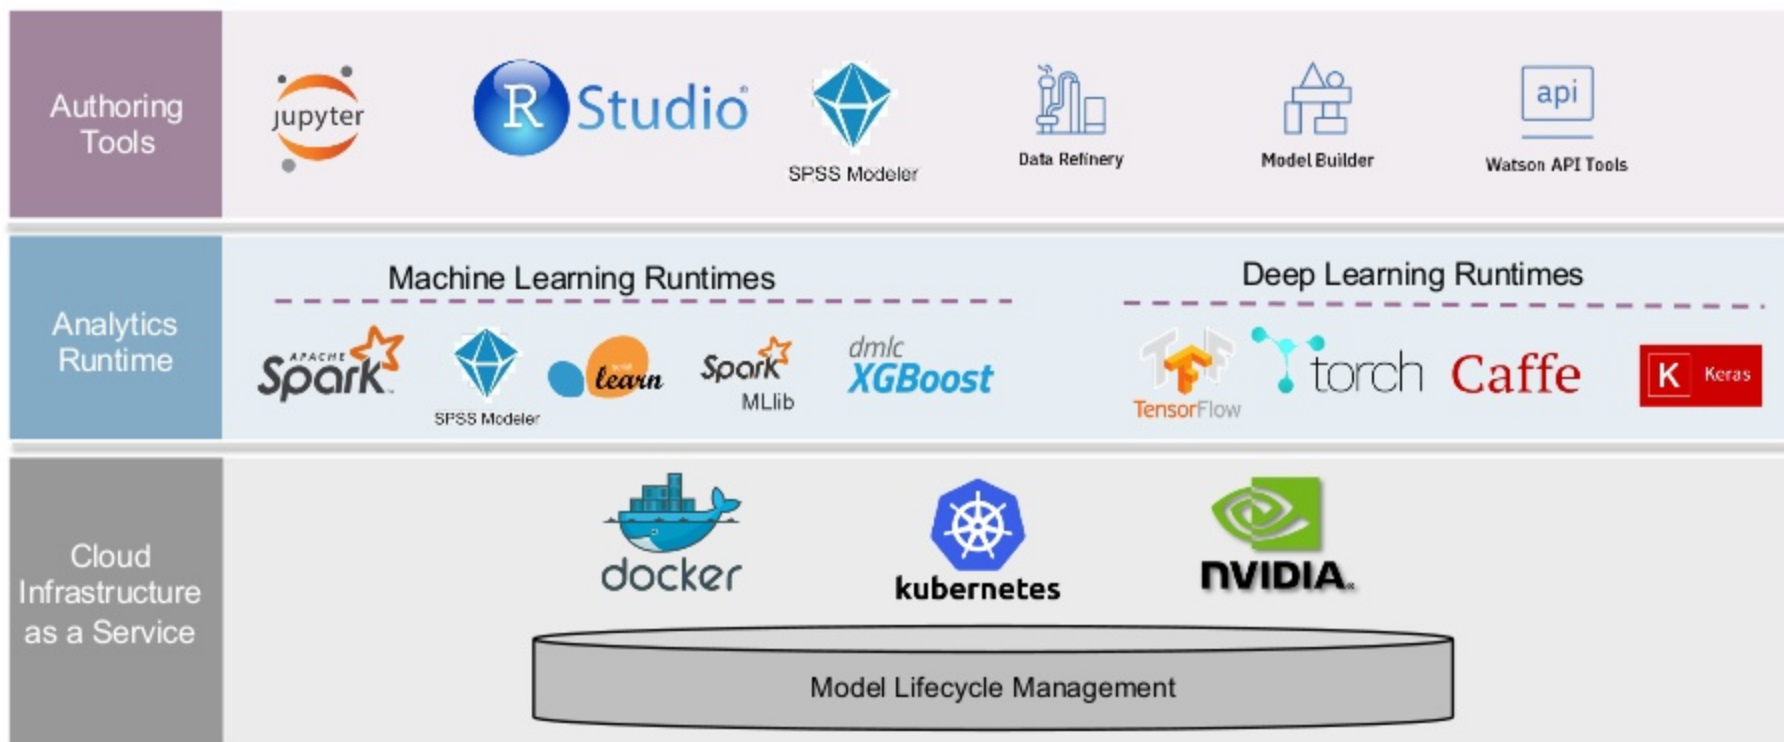 Authoring
Tools
jupyter
R Studio®
SPSS Modeler
Data Refinery
Model Builder
api
Watson API Tools
Analytics
Runtime
Machine Learning Runtimes
APACHE
Spark™
SPSS Modeler
learn
Spark
MLlib
dmlc
XGBoost
Deep Learning Runtimes
TF
TensorFlow
torch
Caffe
K Keras
Cloud
Infrastructure
as a Service
docker
kubernetes
NVIDIA®
Model Lifecycle Management